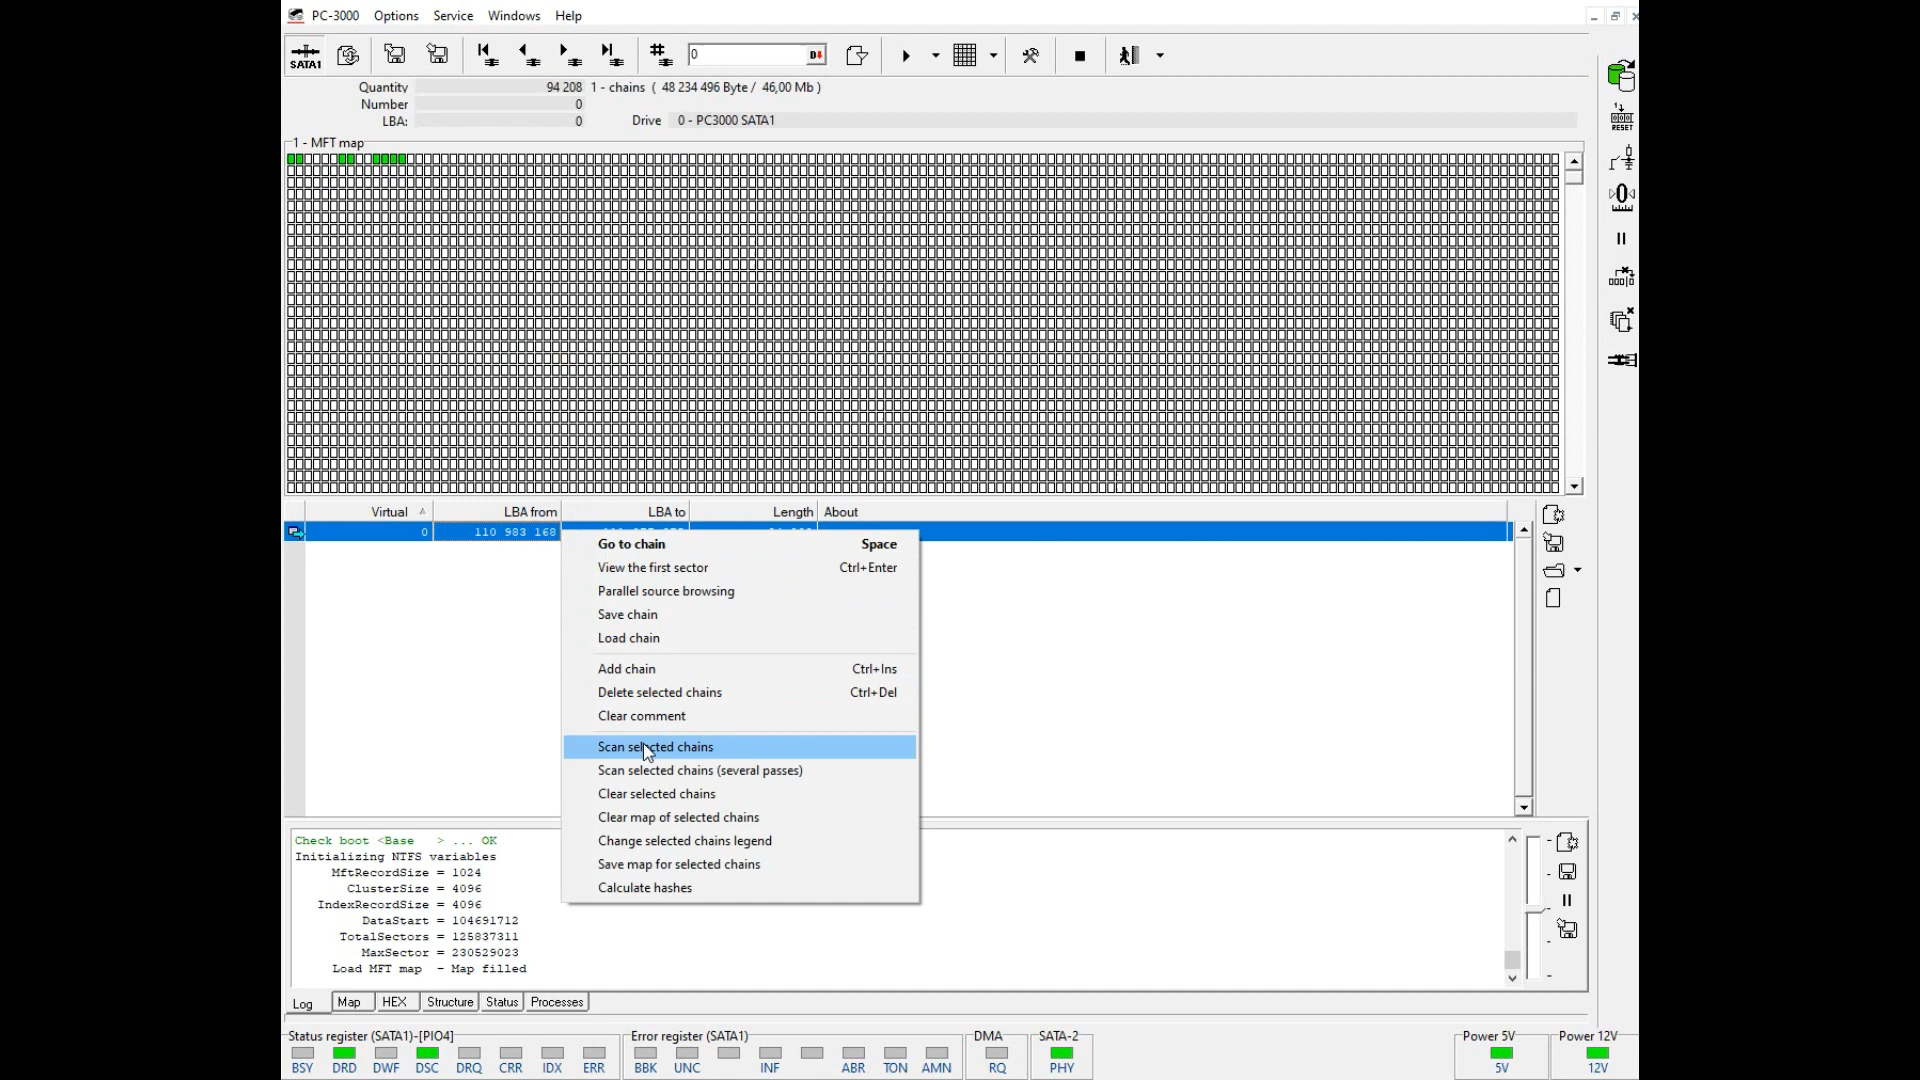 PC-3000 Options Service Windows Help
SATA1
0
Quantity 94 208 1 - chains ( 48 234 496 Byte / 46,00 Mb )
Number 0
LBA: 0 Drive 0 - PC3000 SATA1
RESET
1 - MFT map
Virtual LBA from LBA to Length About
0 110 983 168
Go to chain Space
View the first sector Ctrl+Enter
Parallel source browsing
Save chain
Load chain
Add chain Ctrl+Ins
Delete selected chains Ctrl+Del
Clear comment
Scan selected chains
Scan selected chains (several passes)
Clear selected chains
Clear map of selected chains
Change selected chains legend
Save map for selected chains
Calculate hashes
Check boot <Base > ... OK
Initializing NTFS variables
MftRecordSize = 1024
ClusterSize = 4096
IndexRecordSize = 4096
DataStart = 104691712
TotalSectors = 125837311
MaxSector = 230529023
Load MFT map - Map filled
Log Map HEX Structure Status Processes
Status register (SATA1)-[PIO4] Error register (SATA1) DMA SATA-2 Power 5V Power 12V
BSY DRD DWF DSC DRQ CRR IDX ERR BBK UNC INF ABR TON AMN RQ PHY 5V 12V